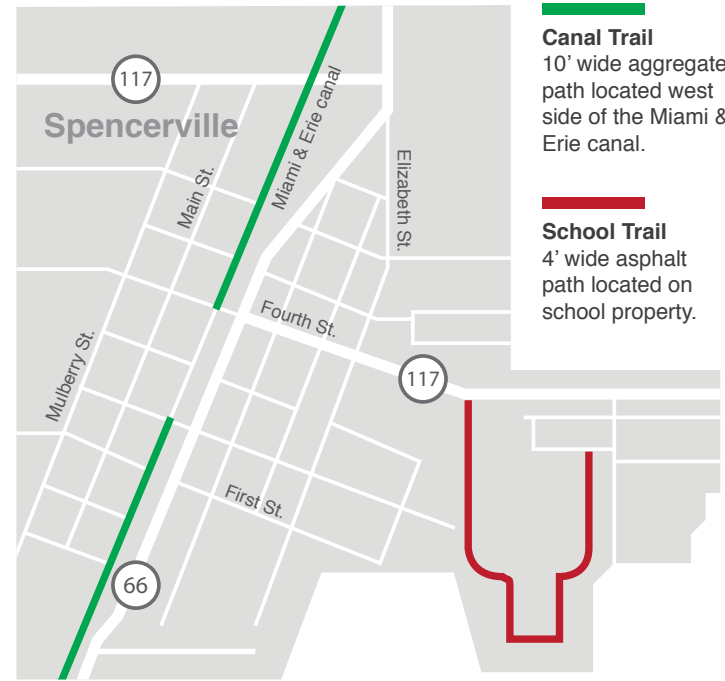 Canal Trail
10’ wide aggregate
path located west
side of the Miami &
Erie canal.
School Trail
4’ wide asphalt
path located on
school property.
117
Spencerville
Miami & Erie canal
Main St.
Elizabeth St.
Fourth St.
Mulberry St.
117
First St.
66